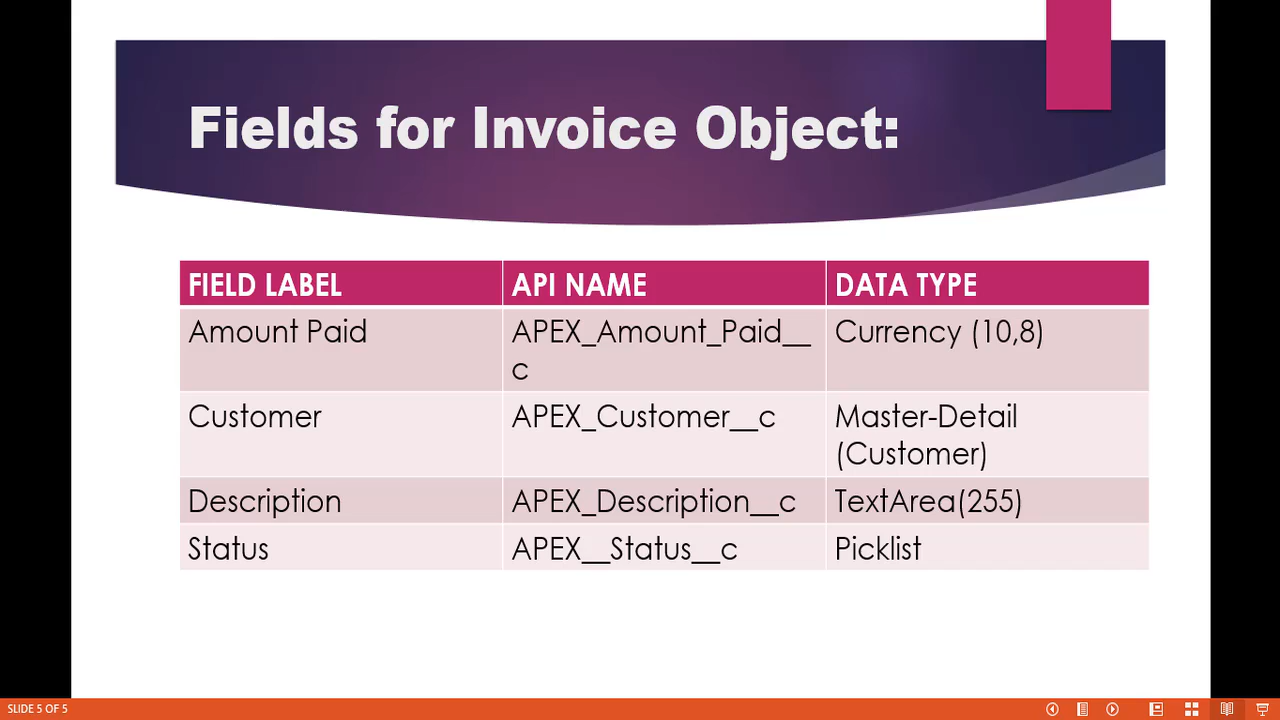 Fields for Invoice Object:
FIELD LABEL API NAME DATA TYPE
Amount Paid APEX_Amount_Paid__ Currency (10,8)
c
Customer APEX_Customer__c Master-Detail
(Customer)
Description APEX_Description__c TextArea(255)
Status APEX__Status__c Picklist
SLIDE 5 OF 5